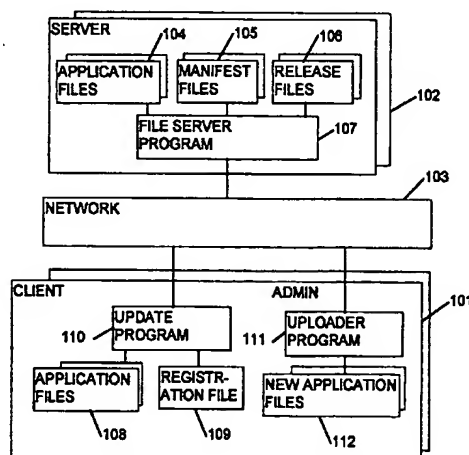 SERVER
104
105
106
APPLICATION
FILES
MANIFEST
FILES
RELEASE
FILES
102
FILE SERVER
PROGRAM
107
103
NETWORK
CLIENT
ADMIN
101
110
UPDATE
PROGRAM
111
UPLOADER
PROGRAM
APPLICATION
FILES
REGISTR-
ATION FILE
NEW APPLICATION
FILES
108
109
112